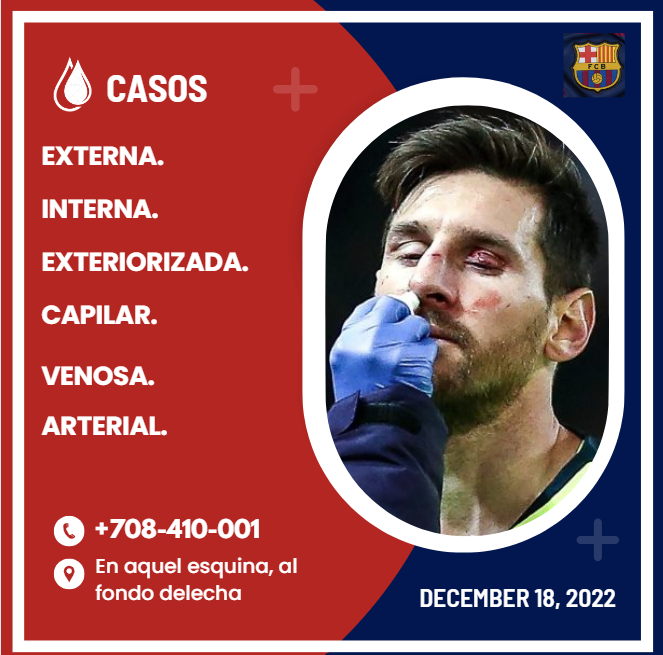 CASOS
EXTERNA.
INTERNA.
EXTERIORIZADA.
CAPILAR.
VENOSA.
ARTERIAL.
+708-410-001
En aquel esquina, al
fondo delecha
FCB
DECEMBER 18, 2022